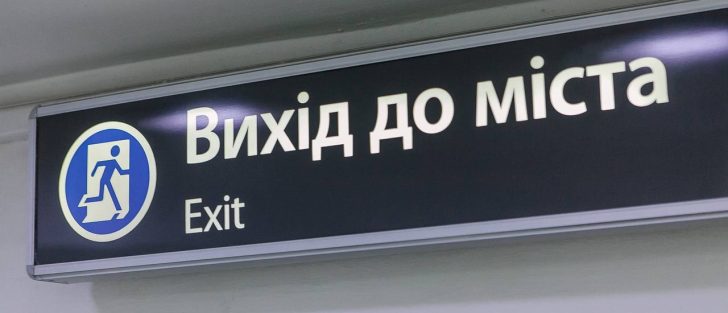 Вихід до міста
Exit